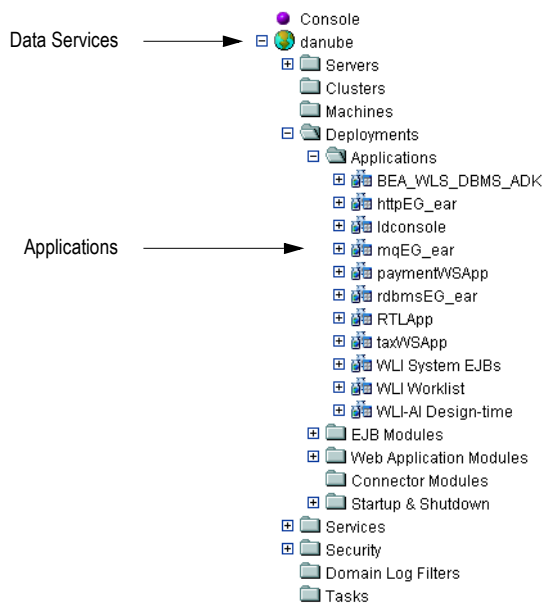 Console
Data Services
danube
Servers
Clusters
Machines
Deployments
Applications
BEA_WLS_DBMS_ADK
httpEG_ear
ldconsole
Applications
mqEG_ear
paymentWSApp
rdbmsEG_ear
RTLApp
taxWSApp
WLI System EJBs
WLI Worklist
WLI-AI Design-time
EJB Modules
Web Application Modules
Connector Modules
Startup & Shutdown
Services
Security
Domain Log Filters
Tasks